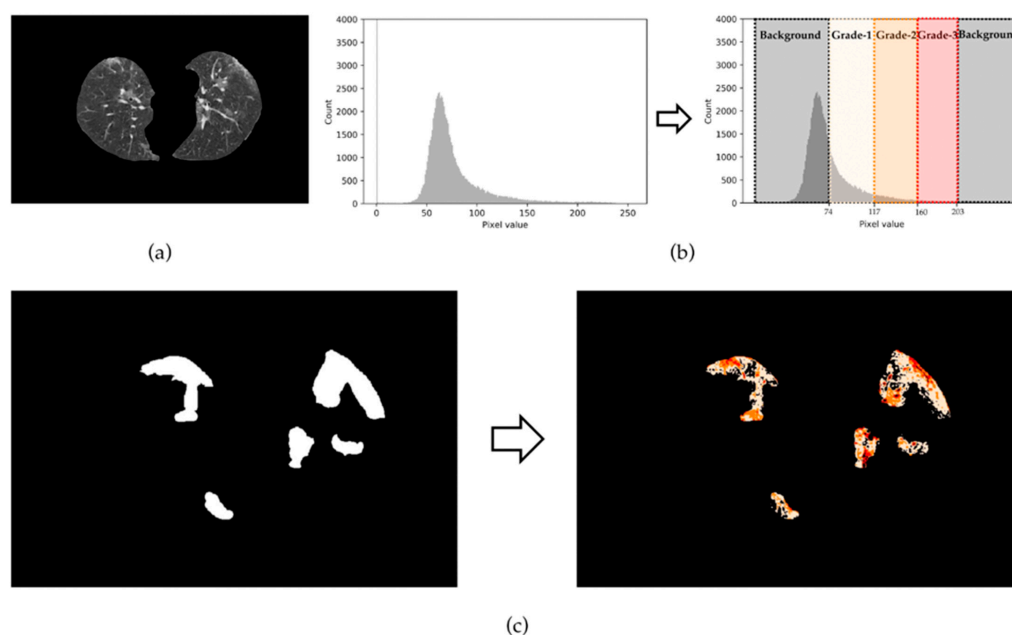 4000
3500
3000
2500
2000
1500
1000
500
0
Count
0 50 100 150 200 250
Pixel value
4000
3500
3000
2500
2000
1500
1000
500
0
Count
Background Grade-1 Grade-2 Grade-3 Background
74 117 160 203
Pixel value
(a)
(b)
(c)